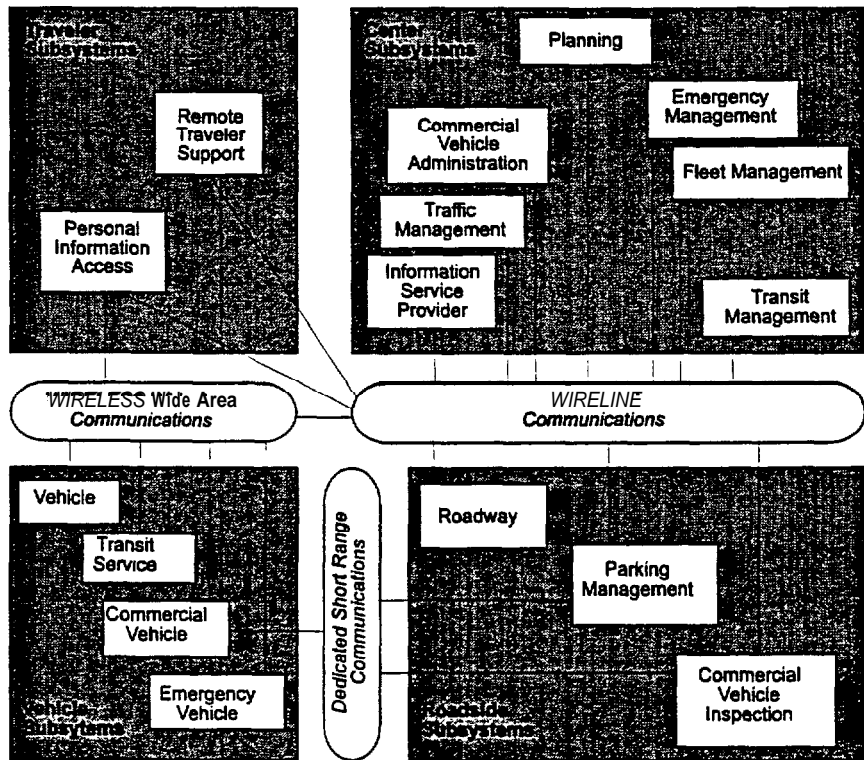 Traveler
Subsystems
Remote
Traveler
Support
Personal
Information
Access
Center
Subsystems
Planning
Emergency
Management
Commercial
Vehicle
Administration
Fleet Management
Traffic
Management
Information
Service
Provider
Transit
Management
WIRELESS Wide Area
Communications
WIRELINE
Communications
Vehicle
Transit
Service
Commercial
Vehicle
Emergency
Vehicle
Vehicle
Subsytems
Dedicated Short Range
Communications
Roadway
Parking
Management
Commercial
Vehicle
Inspection
Roadside
Subsystems